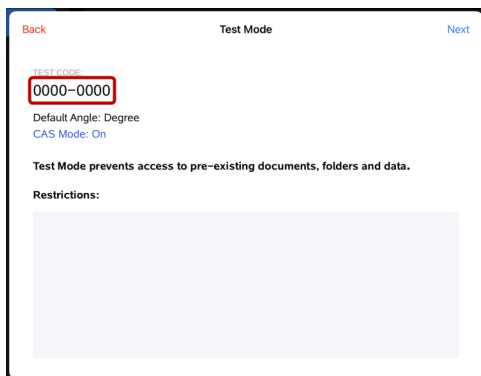 Back Test Mode Next
TEST CODE:
0000-0000
Default Angle: Degree
CAS Mode: On
Test Mode prevents access to pre-existing documents, folders and data.
Restrictions: